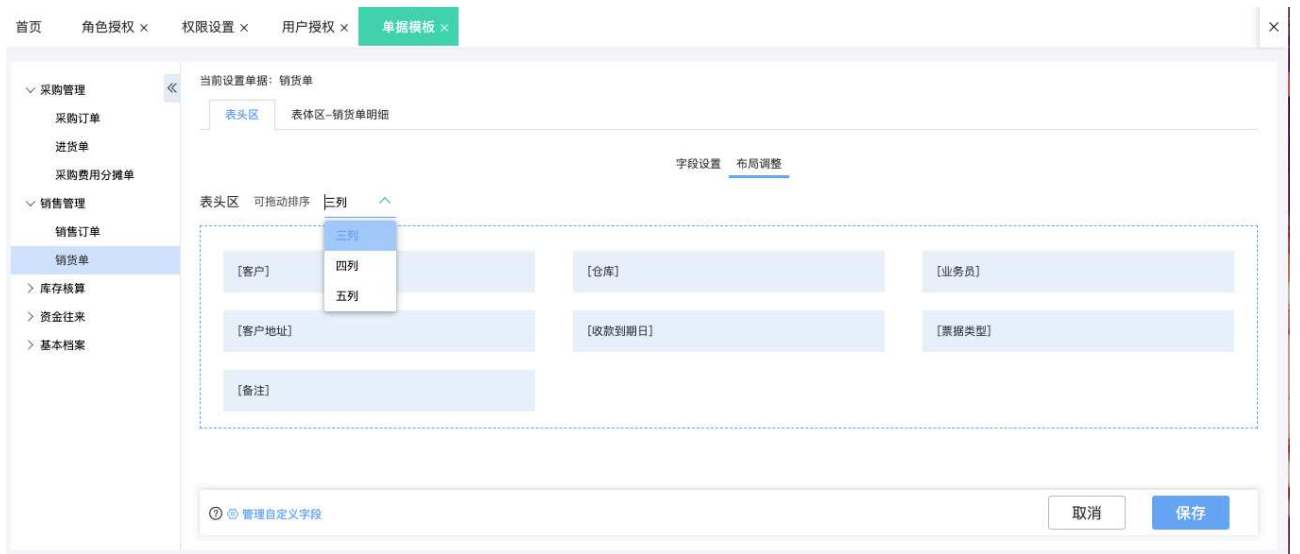 首页 角色授权 × 权限设置 × 用户授权 × 单据模板 ×
采购管理
采购订单
进货单
采购费用分摊单
销售管理
销售订单
销货单
库存核算
资金往来
基本档案
当前设置单据：销货单
表头区 表体区-销货单明细
字段设置 布局调整
表头区 可拖动排序 三列
三列
四列
五列
[客户] [仓库] [业务员]
[客户地址] [收款到期日] [票据类型]
[备注]
管理自定义字段 取消 保存